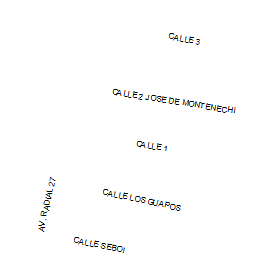 CALLE 3
CALLE 2 JOSE DE MONTENECHI
CALLE 1
AV. RADIAL 27
CALLE LOS GUAPOS
CALLE SEBOI